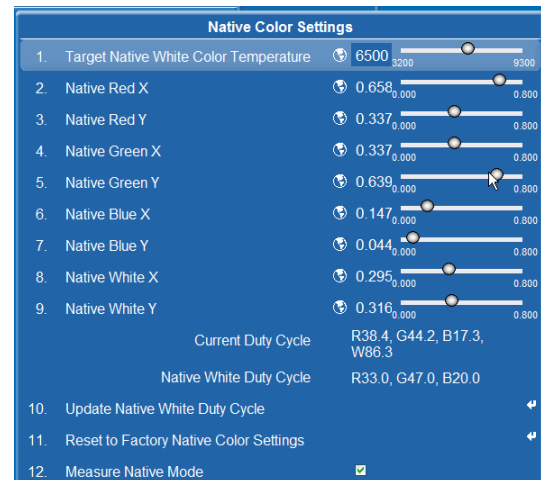 Native Color Settings
1. Target Native White Color Temperature 6500 3200 9300
2. Native Red X 0.658 0.000 0.800
3. Native Red Y 0.337 0.000 0.800
4. Native Green X 0.337 0.000 0.800
5. Native Green Y 0.639 0.000 0.800
6. Native Blue X 0.147 0.000 0.800
7. Native Blue Y 0.044 0.000 0.800
8. Native White X 0.295 0.000 0.800
9. Native White Y 0.316 0.000 0.800
Current Duty Cycle R38.4, G44.2, B17.3,
W86.3
Native White Duty Cycle R33.0, G47.0, B20.0
10. Update Native White Duty Cycle
11. Reset to Factory Native Color Settings
12. Measure Native Mode